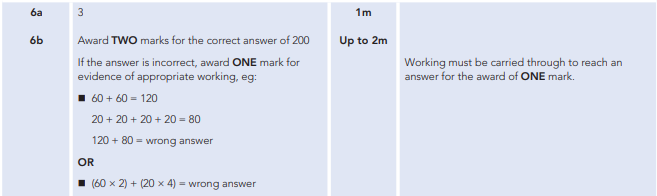 6a 3 1m
6b Award TWO marks for the correct answer of 200 Up to 2m
If the answer is incorrect, award ONE mark for
evidence of appropriate working, eg:
Working must be carried through to reach an
answer for the award of ONE mark.
■ 60 + 60 = 120
20 + 20 + 20 + 20 = 80
120 + 80 = wrong answer
OR
■ (60 × 2) + (20 × 4) = wrong answer